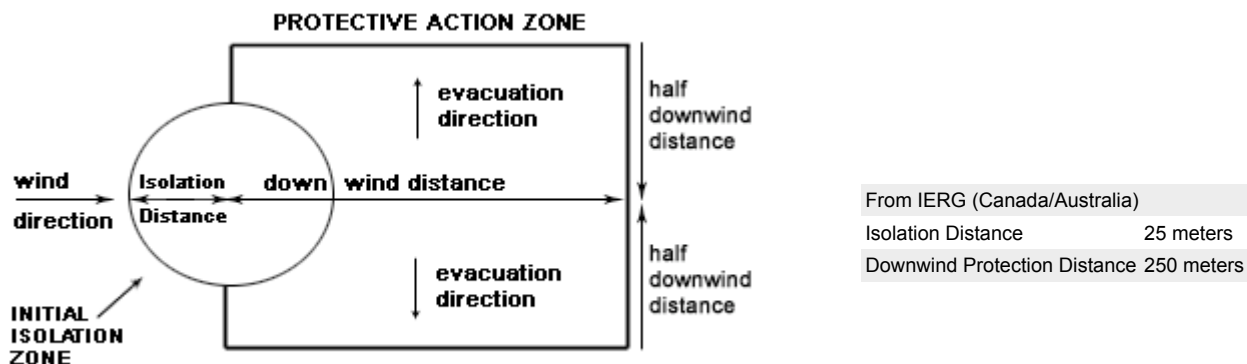 PROTECTIVE ACTION ZONE
evacuation
direction
half
downwind
distance
wind
direction
Isolation
Distance
down wind distance
evacuation
direction
half
downwind
distance
INITIAL
ISOLATION
ZONE
From IERG (Canada/Australia)
Isolation Distance 25 meters
Downwind Protection Distance 250 meters